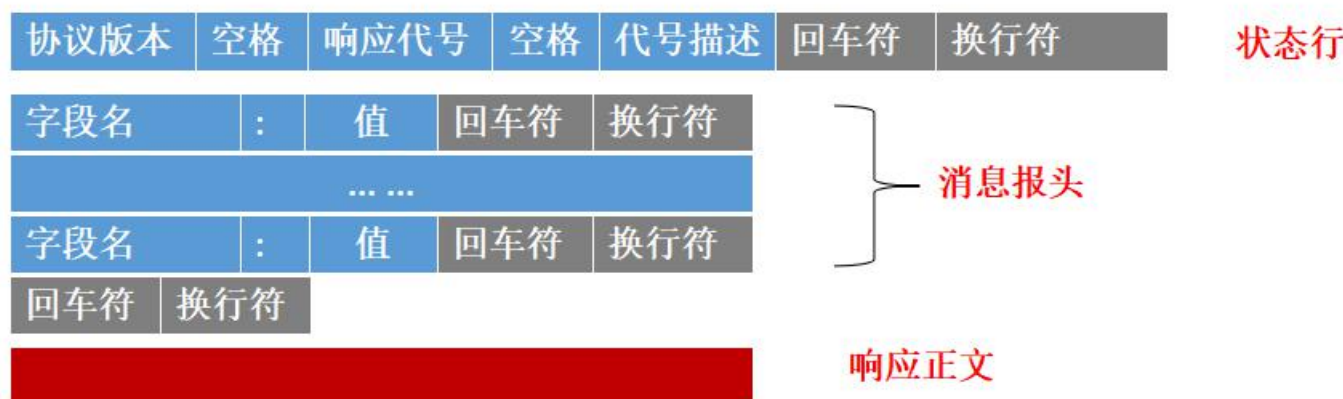 协议版本 空格 响应代号 空格 代号描述 回车符 换行符 状态行
字段名 : 值 回车符 换行符
... ...
消息报头
字段名 : 值 回车符 换行符
回车符 换行符
响应正文